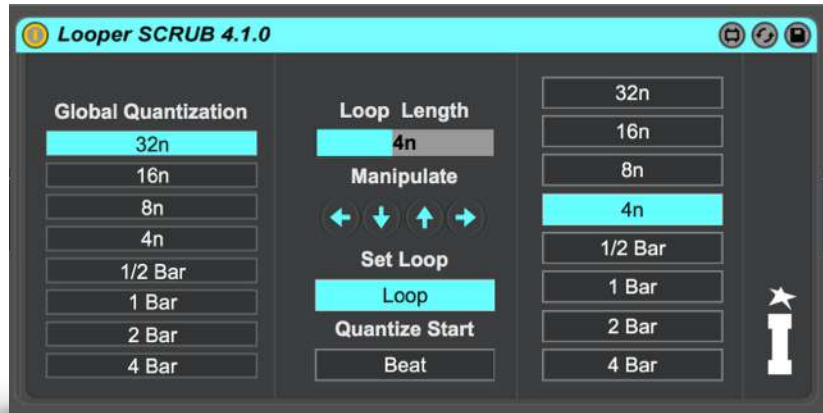 Looper SCRUB 4.1.0
Global Quantization
32n
16n
8n
4n
1/2 Bar
1 Bar
2 Bar
4 Bar
Loop Length
4n
Manipulate
Set Loop
Loop
Quantize Start
Beat
32n
16n
8n
4n
1/2 Bar
1 Bar
2 Bar
4 Bar